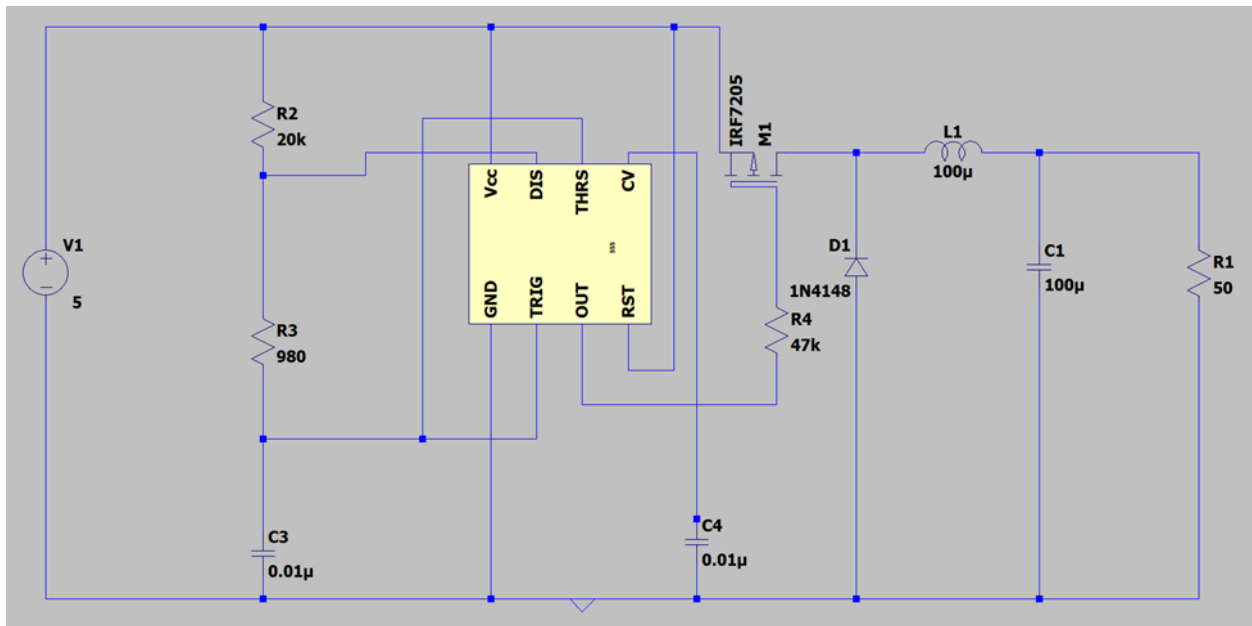 V1
5
R2
20k
R3
980
C3
0.01µ
Vcc
DIS
THRS
CV
555
GND
TRIG
OUT
RST
C4
0.01µ
IRF7205
M1
R4
47k
D1
1N4148
L1
100µ
C1
100µ
R1
50